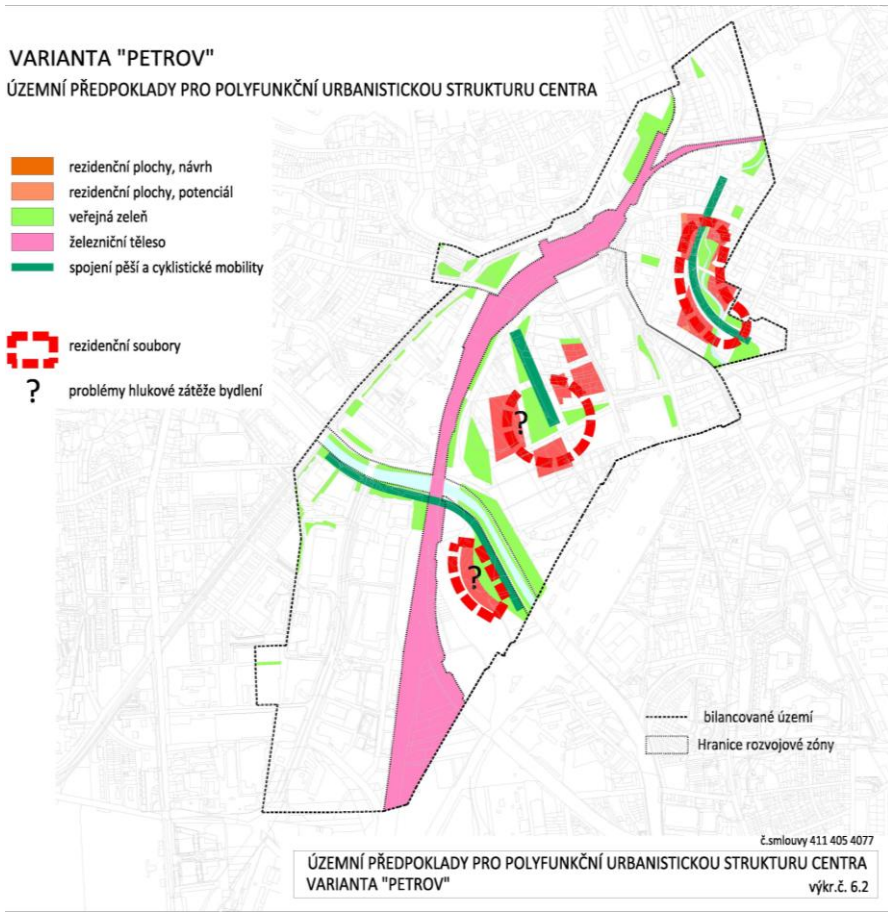 VARIANTA "PETROV"
ÚZEMNÍ PŘEDPOKLADY PRO POLYFUNKČNÍ URBANISTICKOU STRUKTURU CENTRA
rezidenční plochy, návrh
rezidenční plochy, potenciál
veřejná zeleň
železniční těleso
spojení pěší a cyklistické mobility
rezidenční soubory
? problémy hlukové zátěže bydlení
?
?
bilancované území
Hranice rozvojové zóny
č.smlouvy 411 405 4077
ÚZEMNÍ PŘEDPOKLADY PRO POLYFUNKČNÍ URBANISTICKOU STRUKTURU CENTRA
VARIANTA "PETROV" výkr.č. 6.2